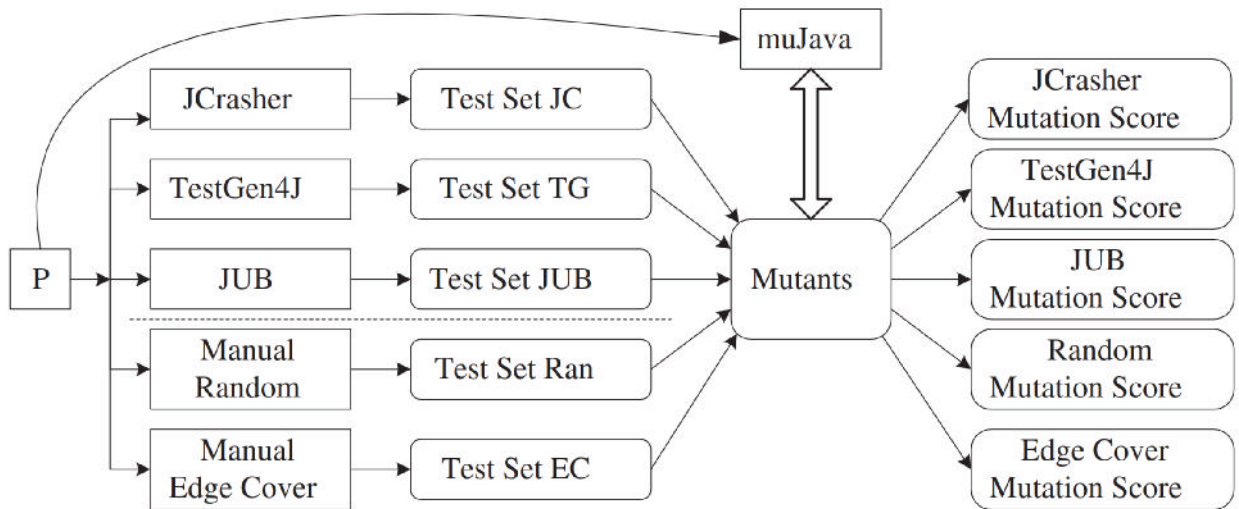 muJava
JCrasher
Test Set JC
JCrasher
Mutation Score
TestGen4J
Test Set TG
TestGen4J
Mutation Score
P
JUB
Test Set JUB
Mutants
JUB
Mutation Score
Manual
Random
Test Set Ran
Random
Mutation Score
Manual
Edge Cover
Test Set EC
Edge Cover
Mutation Score